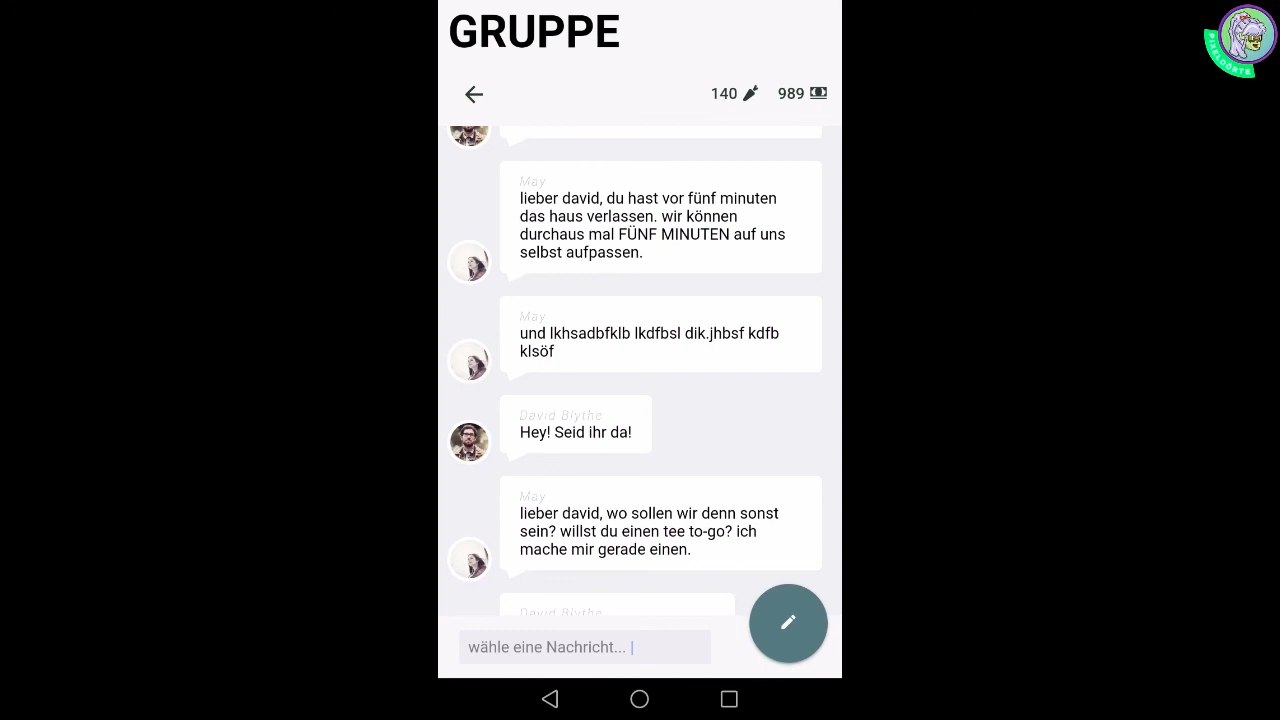 GRUPPE
140 989
May
lieber david, du hast vor fünf minuten
das haus verlassen. wir können
durchaus mal FÜNF MINUTEN auf uns
selbst aufpassen.
May
und lkhsadbfklb lkdfbsl dik.jhbsf kdfb
klsöf
David Blythe
Hey! Seid ihr da!
May
lieber david, wo sollen wir denn sonst
sein? willst du einen tee to-go? ich
mache mir gerade einen.
David Blythe
wähle eine Nachricht...
PIXELDÖRTE